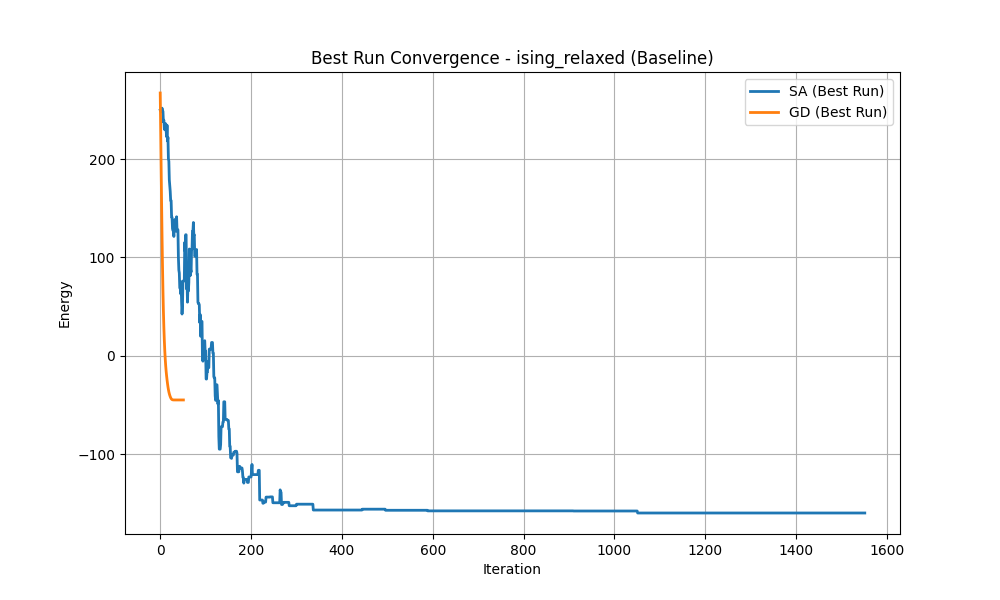 Best Run Convergence - ising_relaxed (Baseline)
SA (Best Run)
GD (Best Run)
Energy
200
100
0
−100
0
200
400
600
800
1000
1200
1400
1600
Iteration